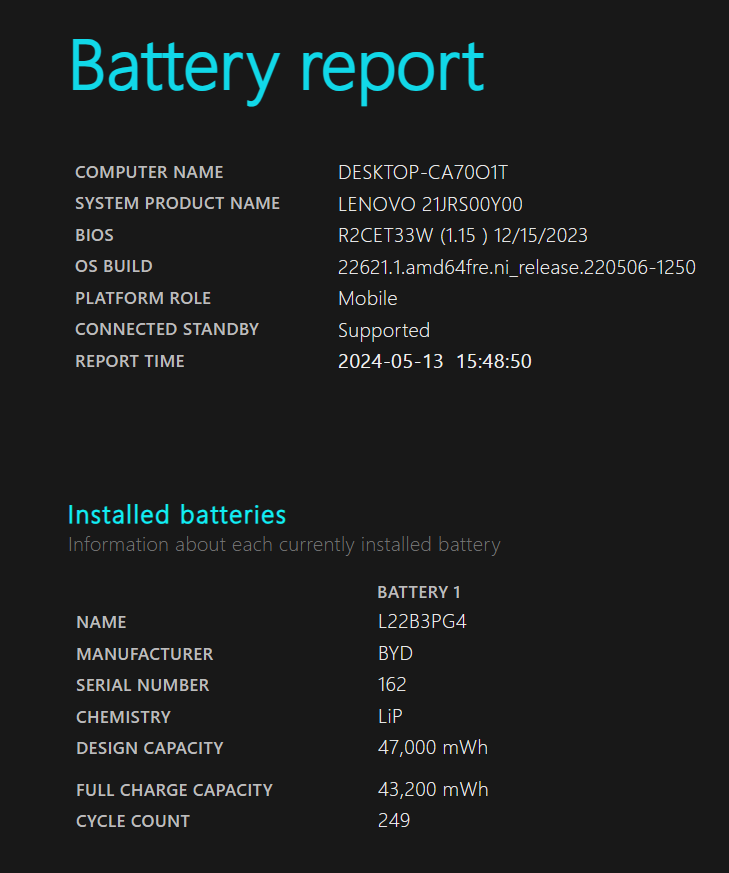 Battery report
COMPUTER NAME DESKTOP-CA70O1T
SYSTEM PRODUCT NAME LENOVO 21JRS00Y00
BIOS R2CET33W (1.15 ) 12/15/2023
OS BUILD 22621.1.amd64fre.ni_release.220506-1250
PLATFORM ROLE Mobile
CONNECTED STANDBY Supported
REPORT TIME 2024-05-13 15:48:50
Installed batteries
Information about each currently installed battery
BATTERY 1
NAME L22B3PG4
MANUFACTURER BYD
SERIAL NUMBER 162
CHEMISTRY LiP
DESIGN CAPACITY 47,000 mWh
FULL CHARGE CAPACITY 43,200 mWh
CYCLE COUNT 249